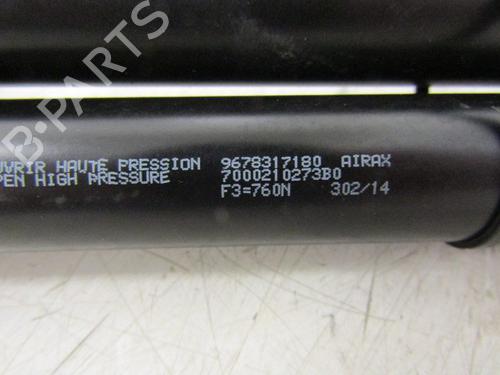 UVRIR HAUTE PRESSION 9678317180 AIRAX
PEN HIGH PRESSURE 7000210273B0
F3=760N 302/14
B-PARTS